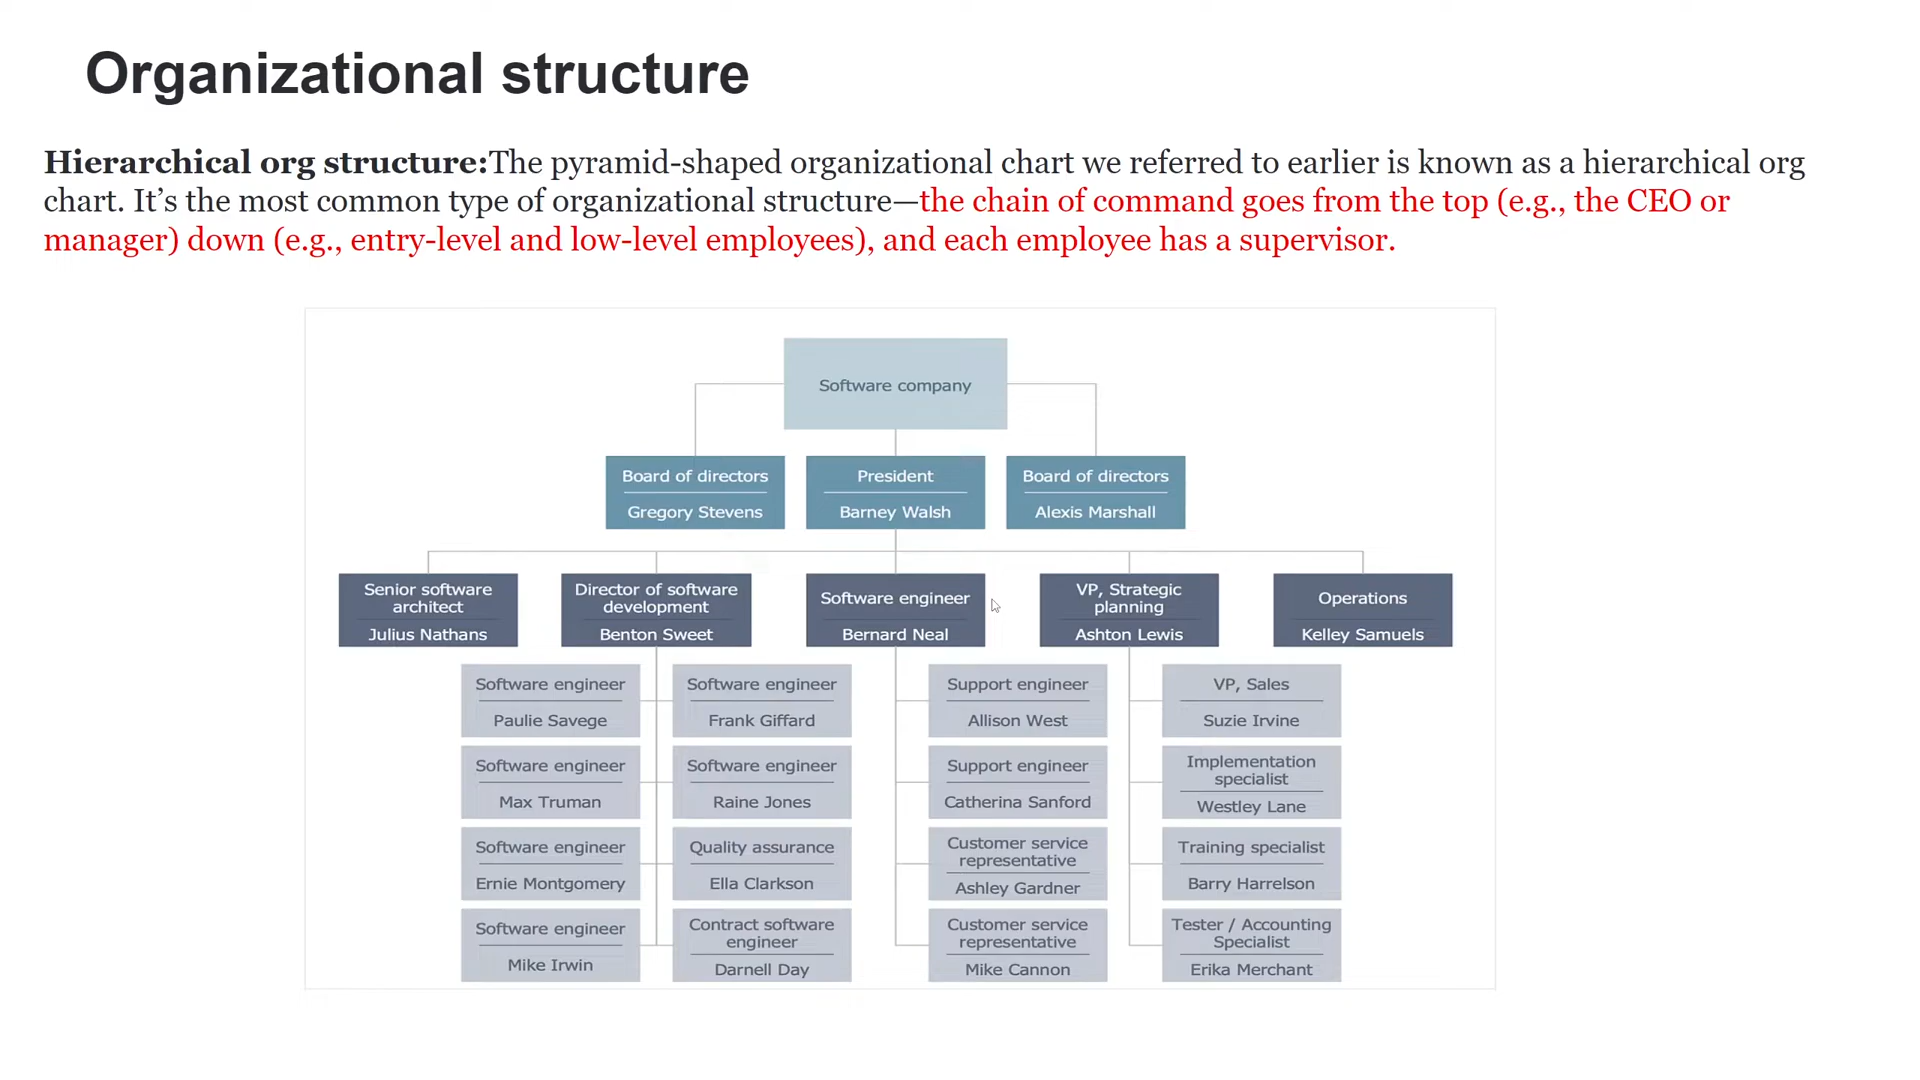 Organizational structure
Hierarchical org structure:The pyramid-shaped organizational chart we referred to earlier is known as a hierarchical org
chart. It’s the most common type of organizational structure—the chain of command goes from the top (e.g., the CEO or
manager) down (e.g., entry-level and low-level employees), and each employee has a supervisor.
Software company
Board of directors
Gregory Stevens
President
Barney Walsh
Board of directors
Alexis Marshall
Senior software
architect
Julius Nathans
Director of software
development
Benton Sweet
Software engineer
Bernard Neal
VP, Strategic
planning
Ashton Lewis
Operations
Kelley Samuels
Software engineer
Paulie Savege
Software engineer
Frank Giffard
Support engineer
Allison West
VP, Sales
Suzie Irvine
Software engineer
Max Truman
Software engineer
Raine Jones
Support engineer
Catherina Sanford
Implementation
specialist
Westley Lane
Software engineer
Ernie Montgomery
Quality assurance
Ella Clarkson
Customer service
representative
Ashley Gardner
Training specialist
Barry Harrelson
Software engineer
Mike Irwin
Contract software
engineer
Darnell Day
Customer service
representative
Mike Cannon
Tester / Accounting
Specialist
Erika Merchant